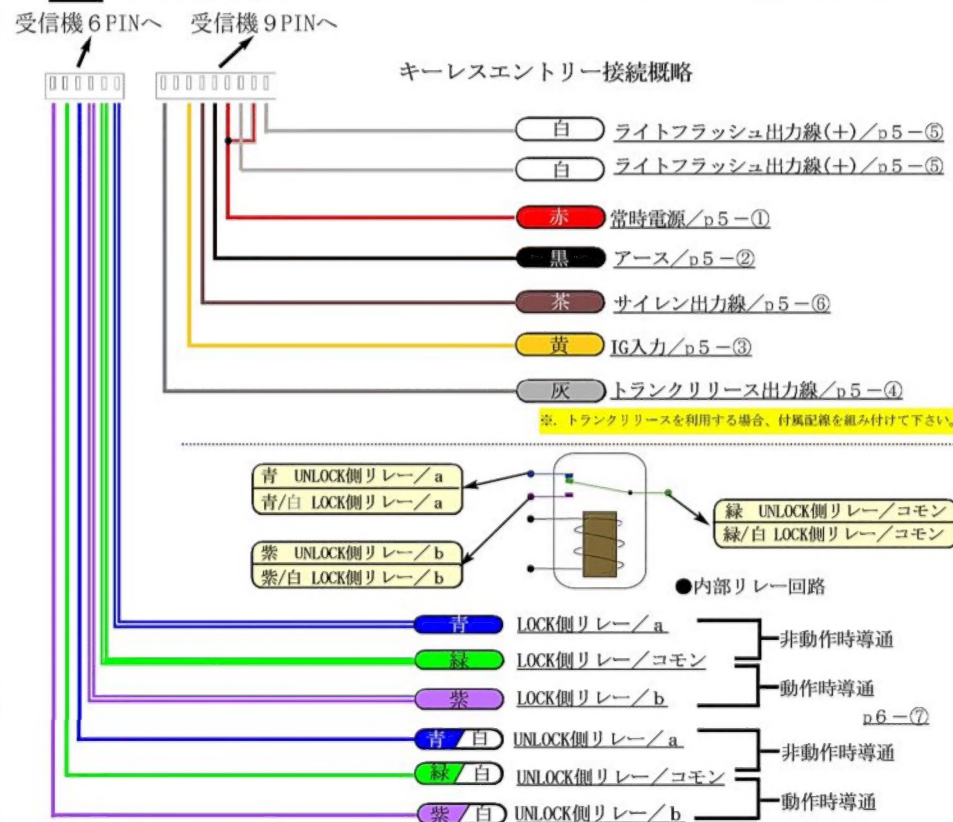 受信機6PINへ 受信機9PINへ
キーレスエントリー接続概略
白 ライトフラッシュ出力線(+)/p5-⑤
白 ライトフラッシュ出力線(+)/p5-⑤
赤 常時電源/p5-①
黒 アース/p5-②
茶 サイレン出力線/p5-⑥
黄 IG入力/p5-③
灰 トランクリリース出力線/p5-④
※. トランクリリースを利用する場合、付属配線を組み付けて下さい。
青 UNLOCK側リレー/a
青/白 LOCK側リレー/a
紫 UNLOCK側リレー/b
紫/白 LOCK側リレー/b
緑 UNLOCK側リレー/コモン
緑/白 LOCK側リレー/コモン
●内部リレー回路
青 LOCK側リレー/a
非動作時導通
緑 LOCK側リレー/コモン
動作時導通
紫 LOCK側リレー/b
p6-⑦
青/白 UNLOCK側リレー/a
非動作時導通
緑/白 UNLOCK側リレー/コモン
動作時導通
紫/白 UNLOCK側リレー/b